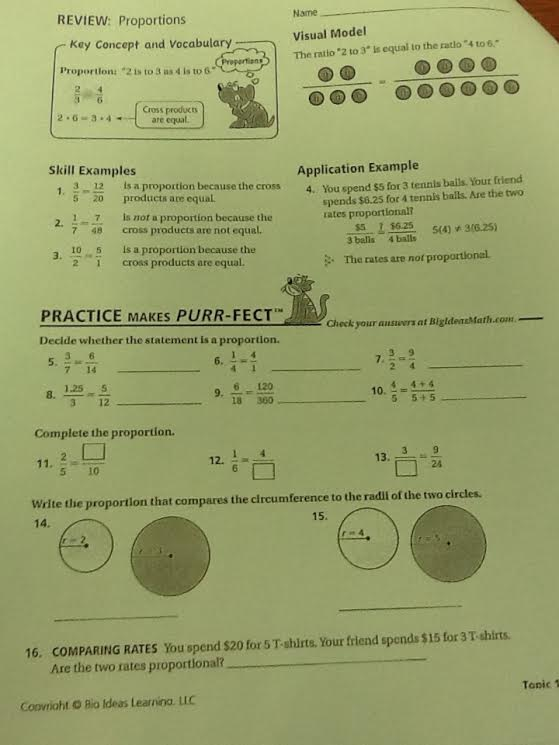 Name
REVIEW: Proportions
Key Concept and Vocabulary
Proportion: "2 is to 3 as 4 is to 6."
Proportions
2/3 = 4/6
2 • 6 = 3 • 4
Cross products
are equal.
Visual Model
The ratio "2 to 3" is equal to the ratio "4 to 6."
=
Skill Examples
1. 3/5 = 12/20 is a proportion because the cross
products are equal.
2. 1/7 = 7/48 is not a proportion because the
cross products are not equal.
3. 10/2 = 5/1 is a proportion because the
cross products are equal.
Application Example
4. You spend $5 for 3 tennis balls. Your friend
spends $6.25 for 4 tennis balls. Are the two
rates proportional?
$5/3 balls ≟ $6.25/4 balls 5(4) ≠ 3(6.25)
The rates are not proportional.
PRACTICE MAKES PURR-FECT™
Check your answers at BigIdeasMath.com.
Decide whether the statement is a proportion.
5. 3/7 = 6/14
6. 1/4 = 4/1
7. 3/2 = 9/4
8. 1.25/3 = 5/12
9. 6/18 = 120/360
10. 4/5 = 4 + 4/5 + 5
Complete the proportion.
11. 2/5 = □/10
12. 1/6 = 4/□
13. 3/□ = 9/24
Write the proportion that compares the circumference to the radii of the two circles.
14.
r = 2
r = 3
15.
r = 4
r = 5
16. COMPARING RATES You spend $20 for 5 T-shirts. Your friend spends $15 for 3 T-shirts.
Are the two rates proportional?
Topic 1
Copyright © Big Ideas Learning, LLC